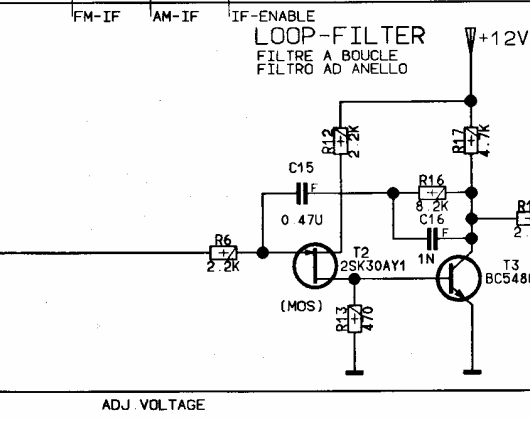 FM-IF
AM-IF
IF-ENABLE
LOOP-FILTER
FILTRE A BOUCLE
FILTRO AD ANELLO
+12V
R12
2.2K
R17
4.7K
C15
F
0.47U
R16
8.2K
C16
F
1N
R6
2.2K
T2
2SK30AY1
(MOS)
R13
470
T3
ADJ.VOLTAGE